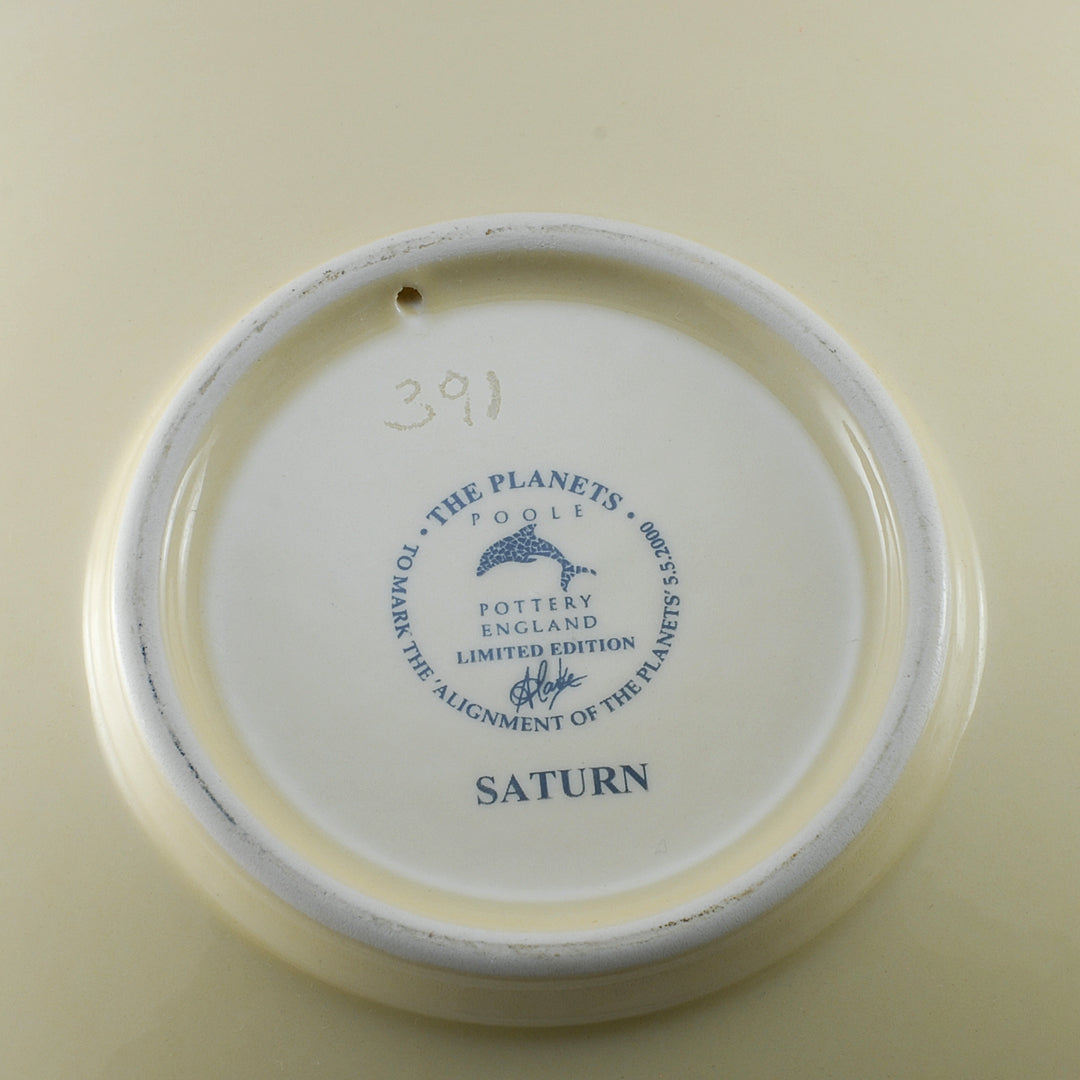 391
• THE PLANETS •
POOLE
POTTERY
ENGLAND
LIMITED EDITION
TO MARK THE 'ALIGNMENT OF THE PLANETS' 5.5.2000
SATURN